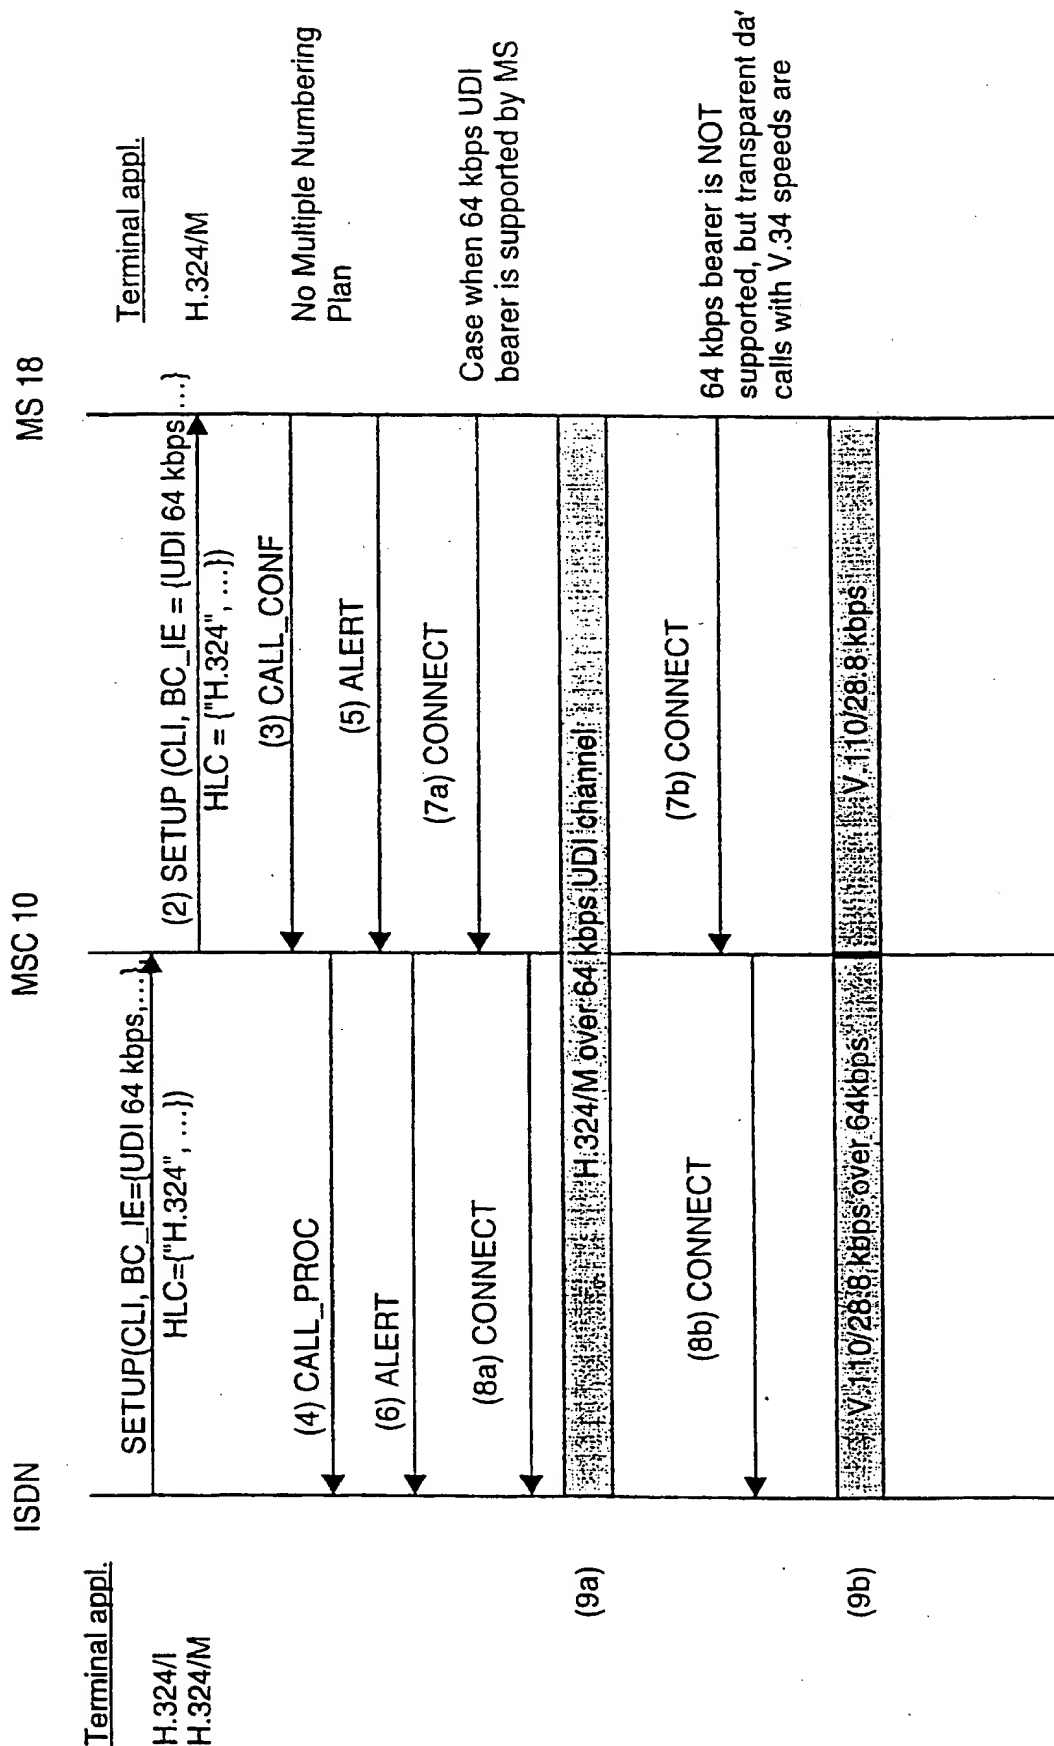 ISDN
MSC 10
MS 18
Terminal appl.
H.324/I
H.324/M
Terminal appl.
H.324/M
SETUP(CLI, BC_IE={UDI 64 kbps,...}
HLC={"H.324", ...})
(2) SETUP (CLI, BC_IE = {UDI 64 kbps,...}
HLC = {"H.324", ...})
(3) CALL_CONF
No Multiple Numbering
Plan
(4) CALL_PROC
(5) ALERT
(6) ALERT
(7a) CONNECT
Case when 64 kbps UDI
bearer is supported by MS
(8a) CONNECT
(9a)
H.324/M over 64 kbps UDI channel
(7b) CONNECT
64 kbps bearer is NOT
supported, but transparent da'
calls with V.34 speeds are
(8b) CONNECT
(9b)
V.110/28.8 kbps over 64kbps
V.110/28.8 kbps